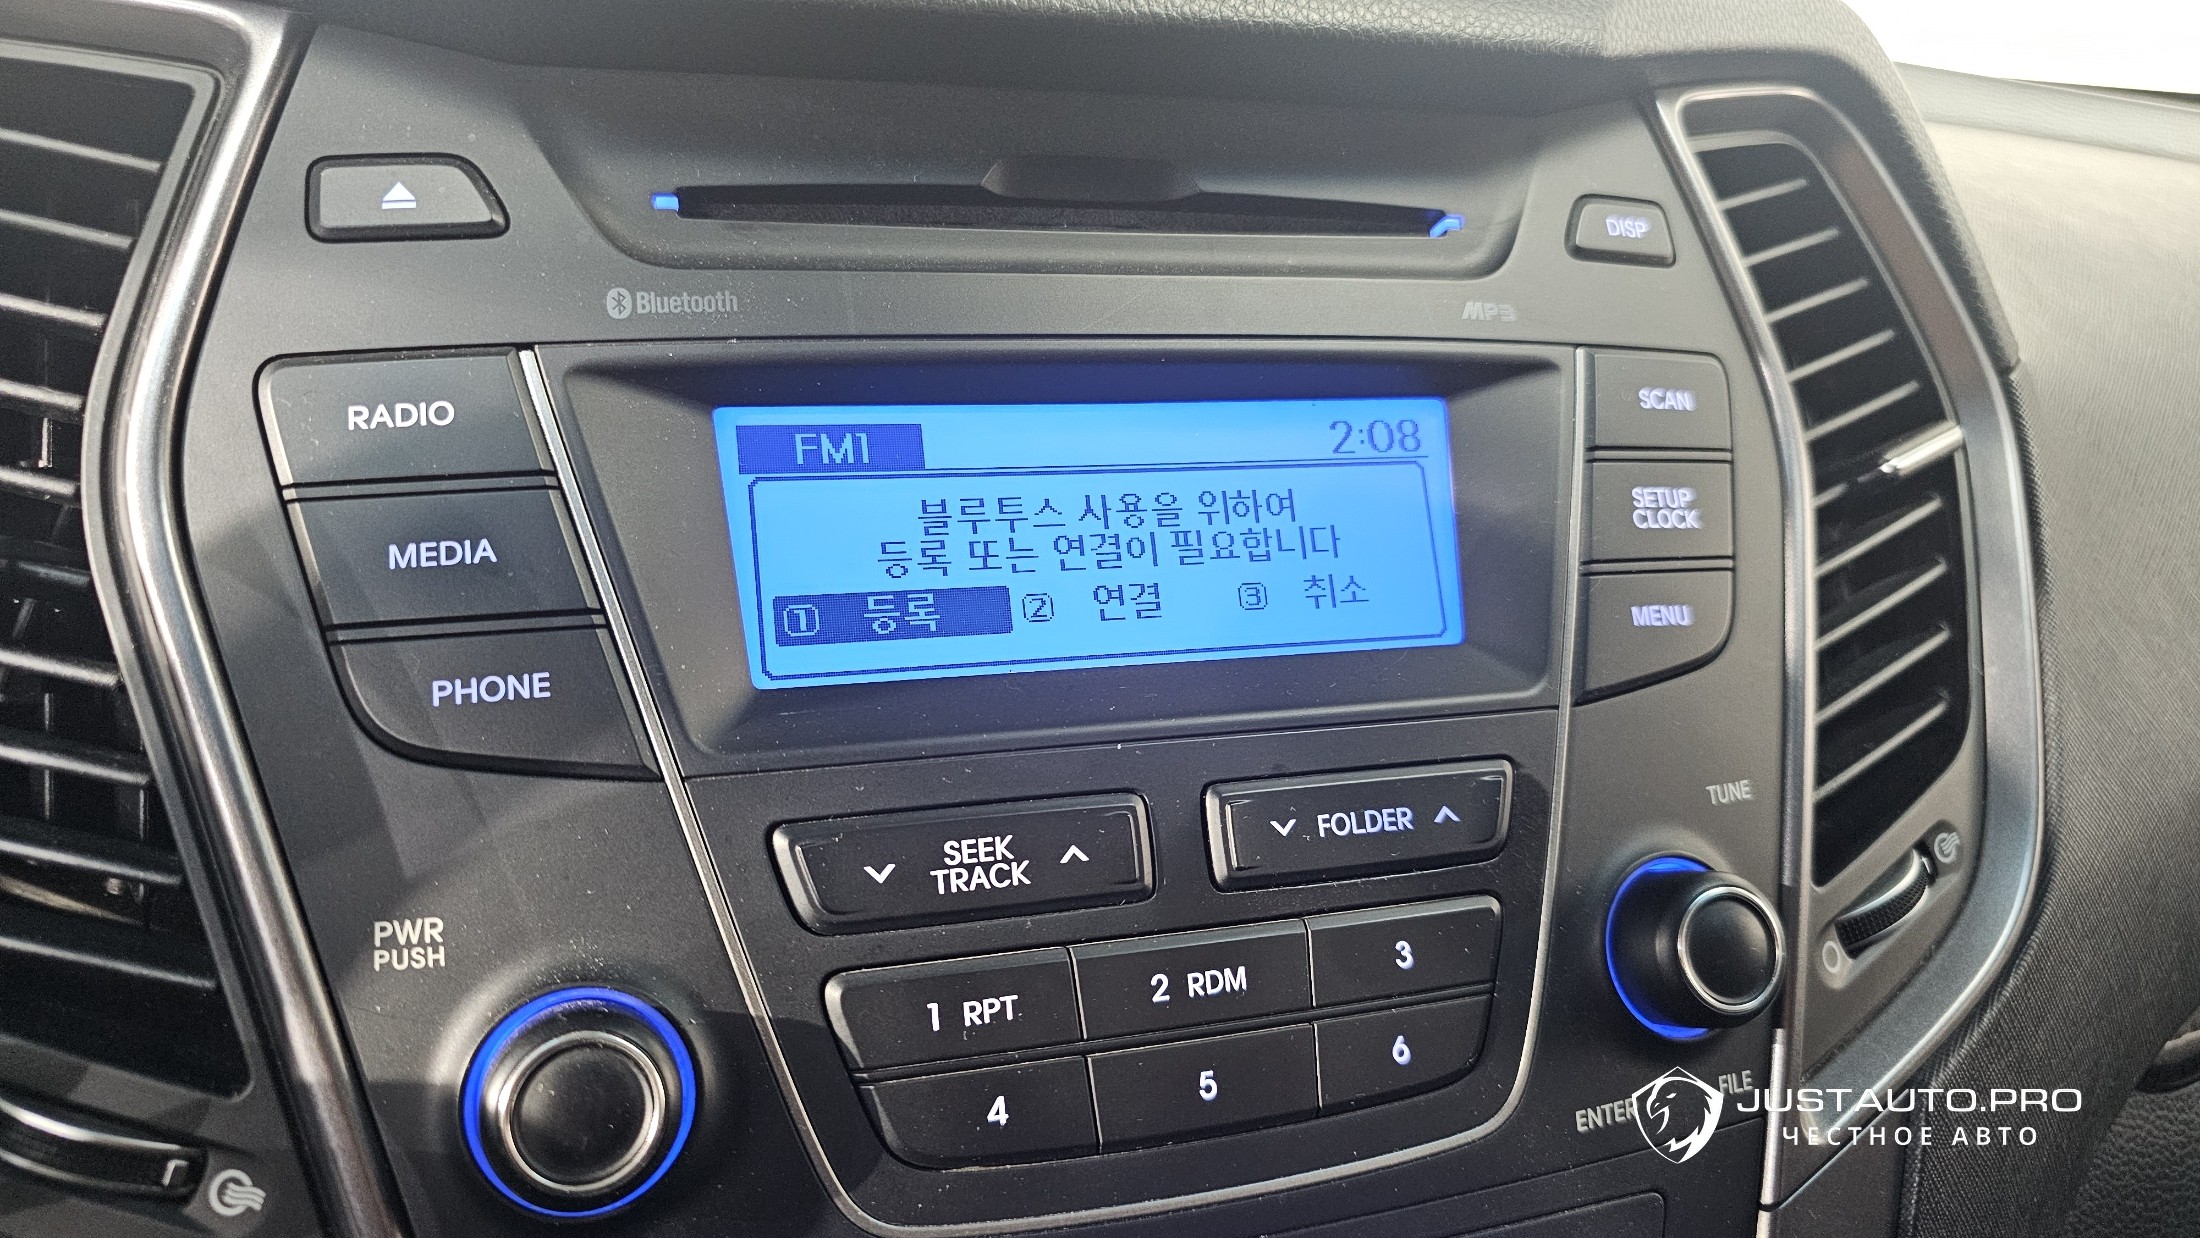 DISP
Bluetooth
MP3
RADIO
MEDIA
PHONE
FM1
2:08
블루투스 사용을 위하여
등록 또는 연결이 필요합니다
① 등록 ② 연결 ③ 취소
SCAN
SETUP
CLOCK
MENU
TUNE
SEEK
TRACK
FOLDER
PWR
PUSH
1 RPT
2 RDM
3
4
5
6
FILE
ENTER
JUSTAUTO.PRO
ЧЕСТНОЕ АВТО